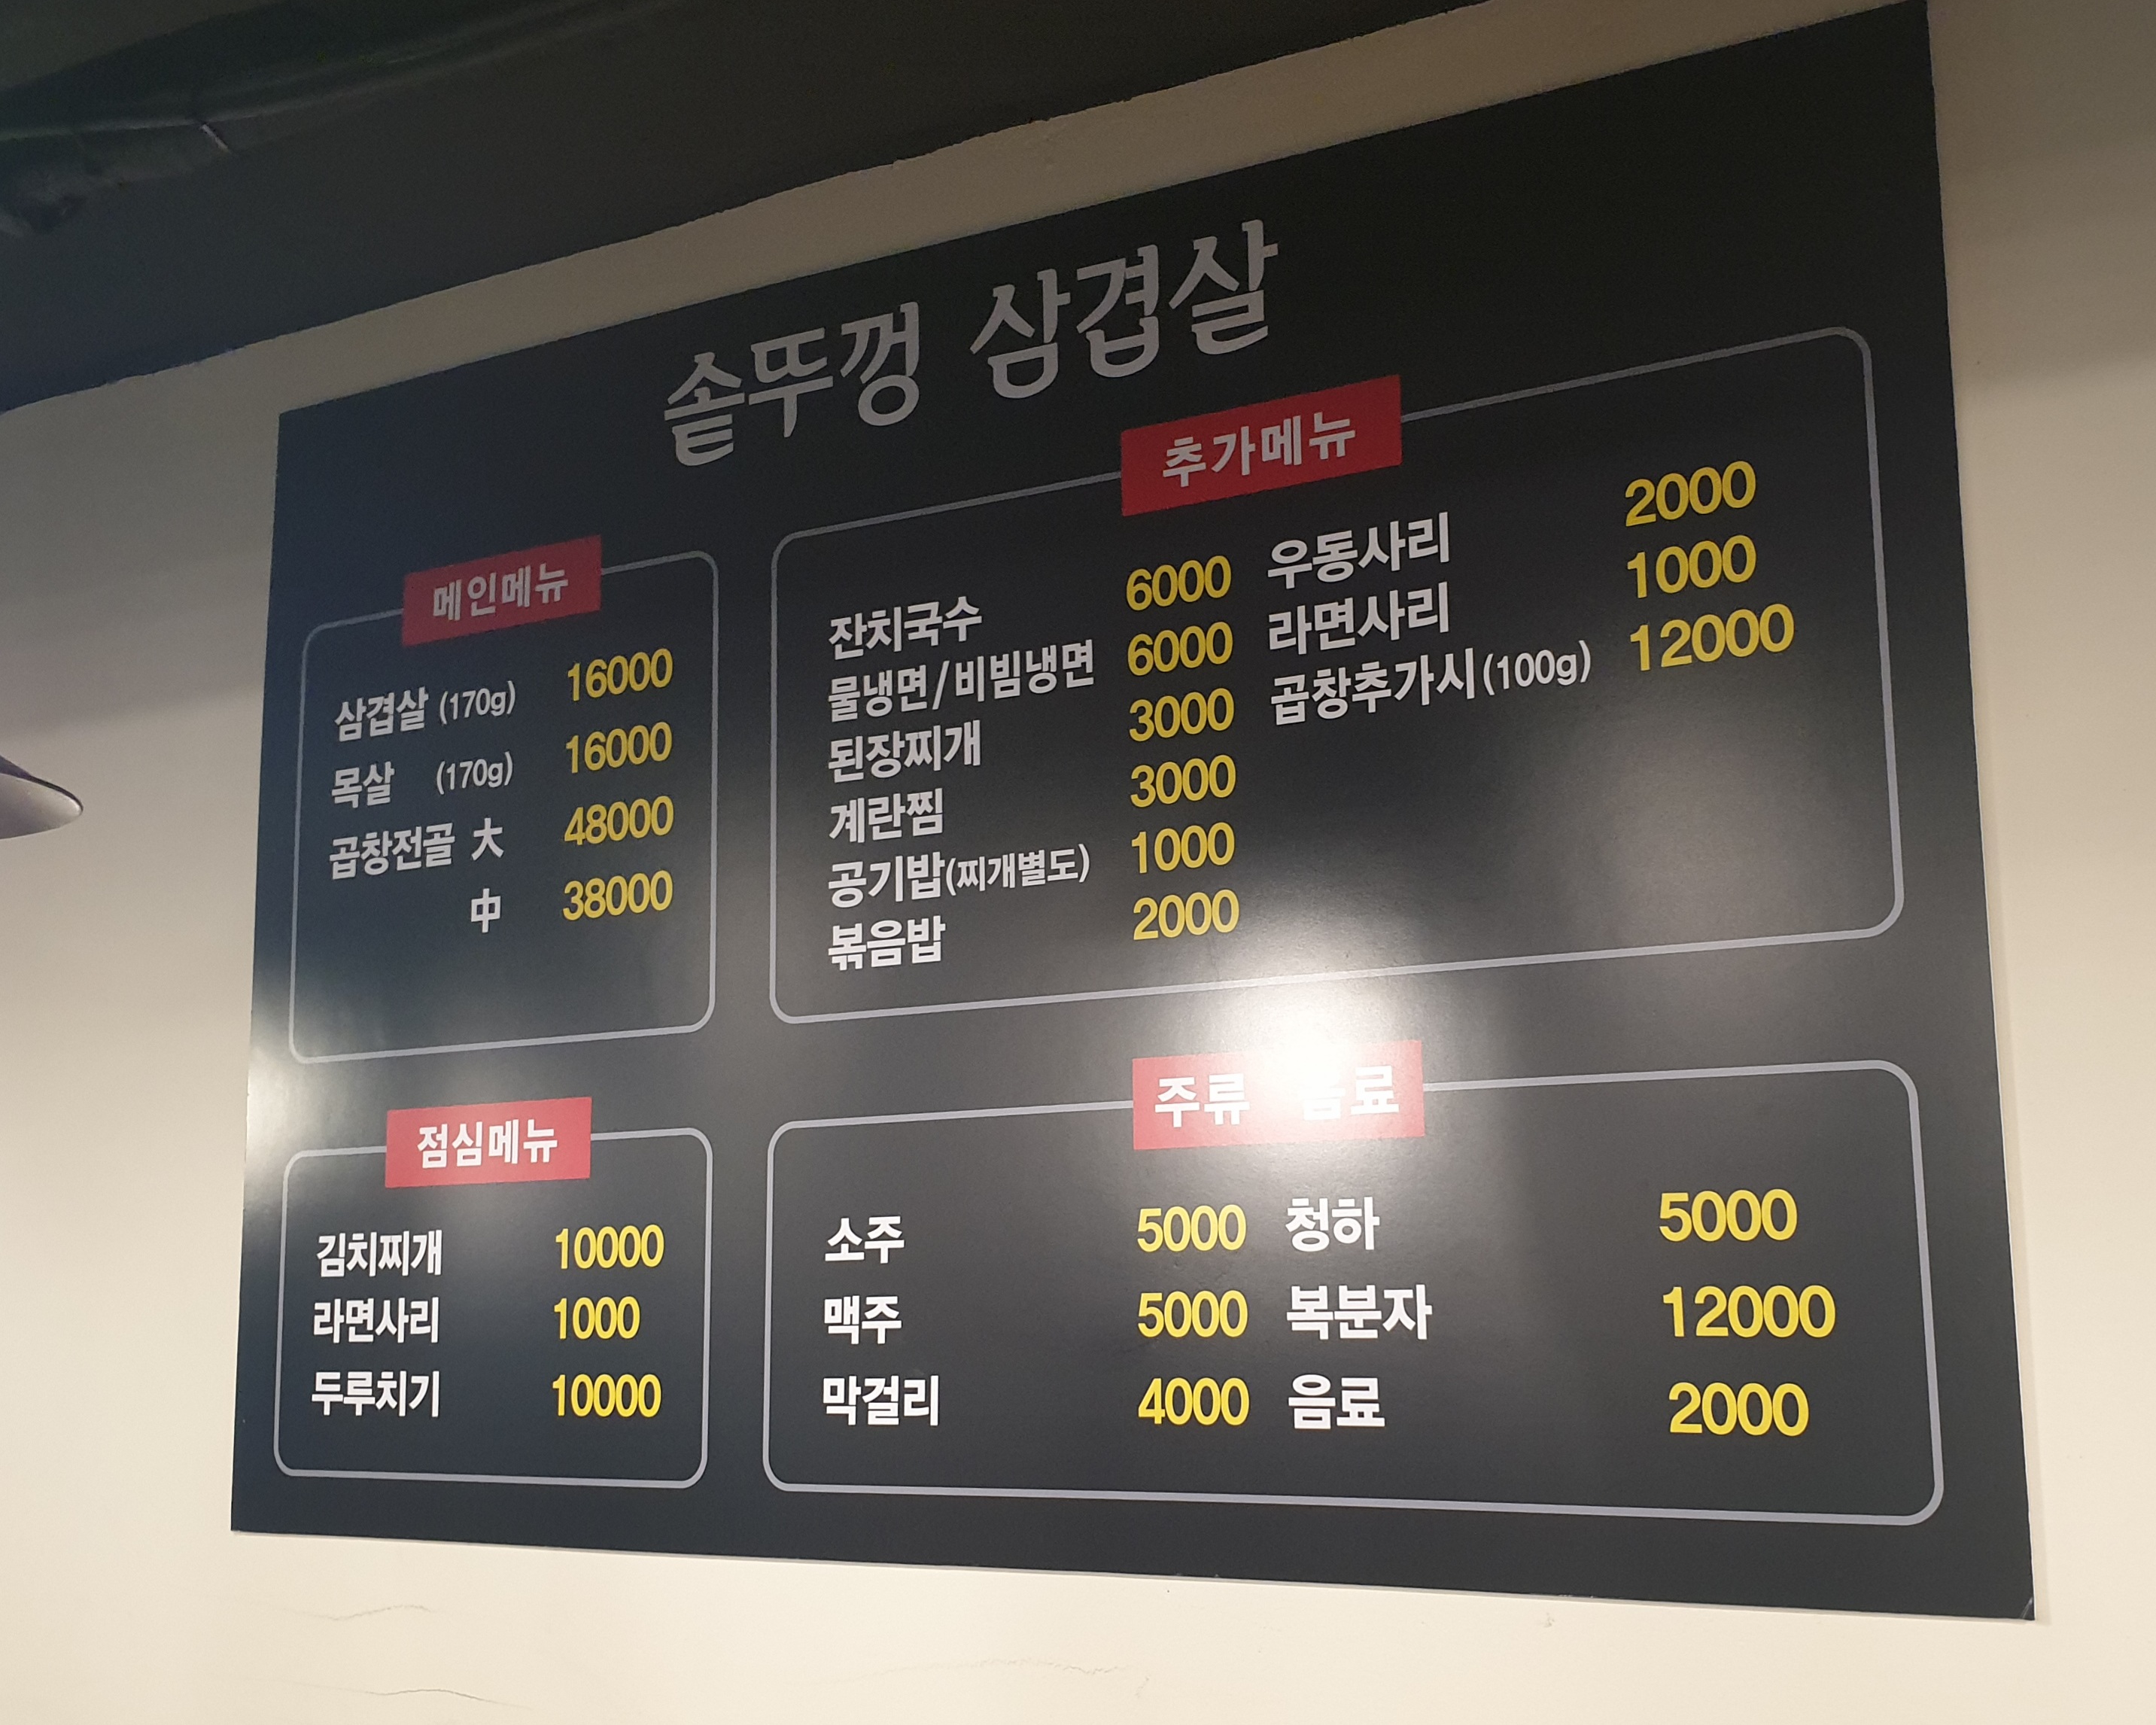 솥뚜껑 삼겹살
메인메뉴
삼겹살 (170g) 16000
목살 (170g) 16000
곱창전골 大 48000
中 38000
추가메뉴
잔치국수 6000
물냉면/비빔냉면 6000
된장찌개 3000
계란찜 3000
공기밥(찌개별도) 1000
볶음밥 2000
우동사리 2000
라면사리 1000
곱창추가시(100g) 12000
점심메뉴
김치찌개 10000
라면사리 1000
두루치기 10000
주류 음료
소주 5000
맥주 5000
막걸리 4000
청하 5000
복분자 12000
음료 2000